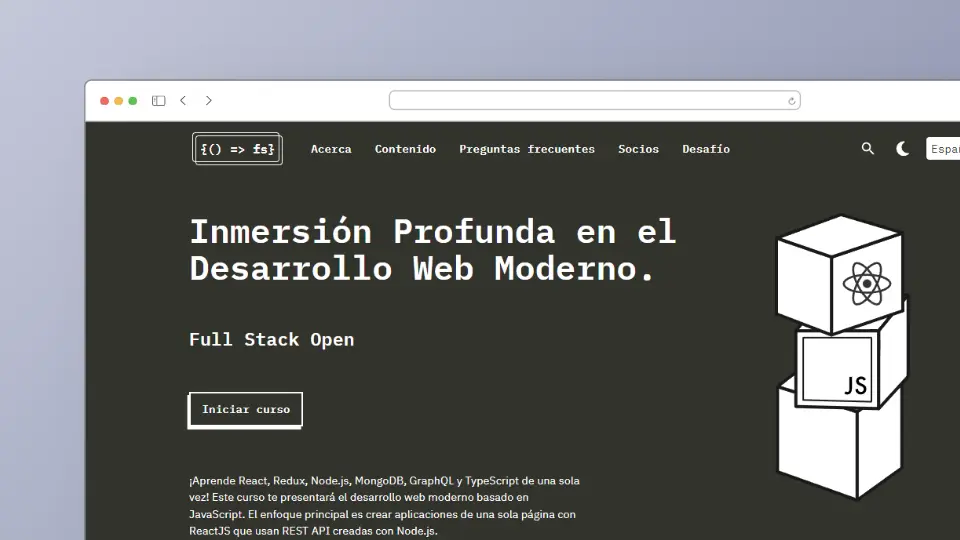 {() => fs} Acerca Contenido Preguntas frecuentes Socios Desafío
Inmersión Profunda en el
Desarrollo Web Moderno.
Full Stack Open
Iniciar curso
JS
¡Aprende React, Redux, Node.js, MongoDB, GraphQL y TypeScript de una sola
vez! Este curso te presentará el desarrollo web moderno basado en
JavaScript. El enfoque principal es crear aplicaciones de una sola página con
ReactJS que usan REST API creadas con Node.js.